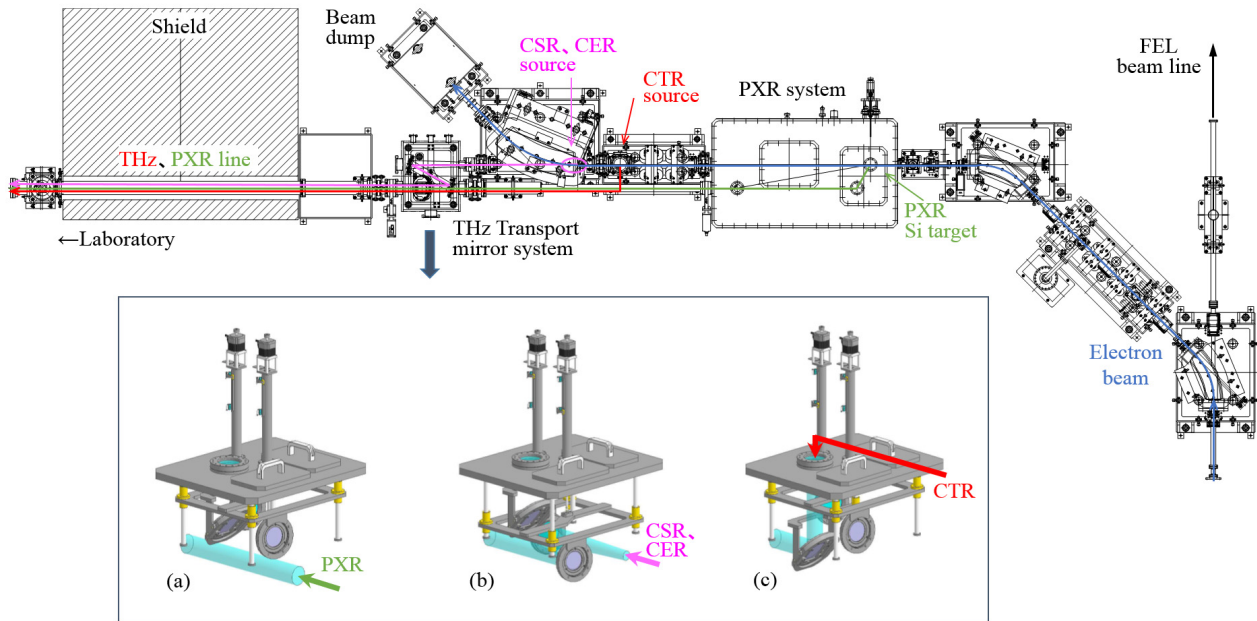 Shield
Beam
dump
CSR、CER
source
CTR
source
PXR system
FEL
beam line
THz、PXR line
←Laboratory
THz Transport
mirror system
PXR
Si target
Electron
beam
PXR
(a)
CSR、
CER
(b)
CTR
(c)